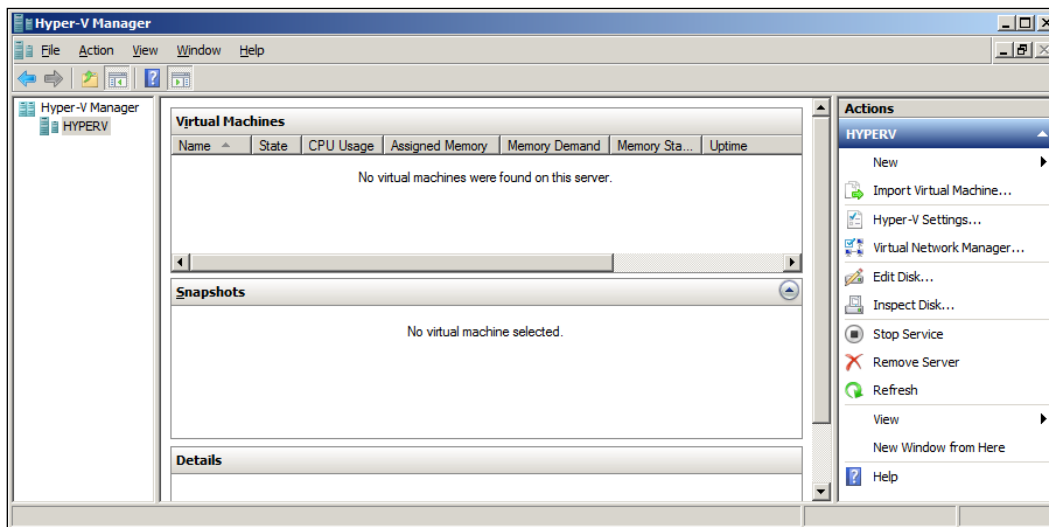 Hyper-V Manager
File Action View Window Help
Hyper-V Manager
HYPERV
Virtual Machines
Name State CPU Usage Assigned Memory Memory Demand Memory Sta... Uptime
No virtual machines were found on this server.
Snapshots
No virtual machine selected.
Details
Actions
HYPERV
New
Import Virtual Machine...
Hyper-V Settings...
Virtual Network Manager...
Edit Disk...
Inspect Disk...
Stop Service
Remove Server
Refresh
View
New Window from Here
Help